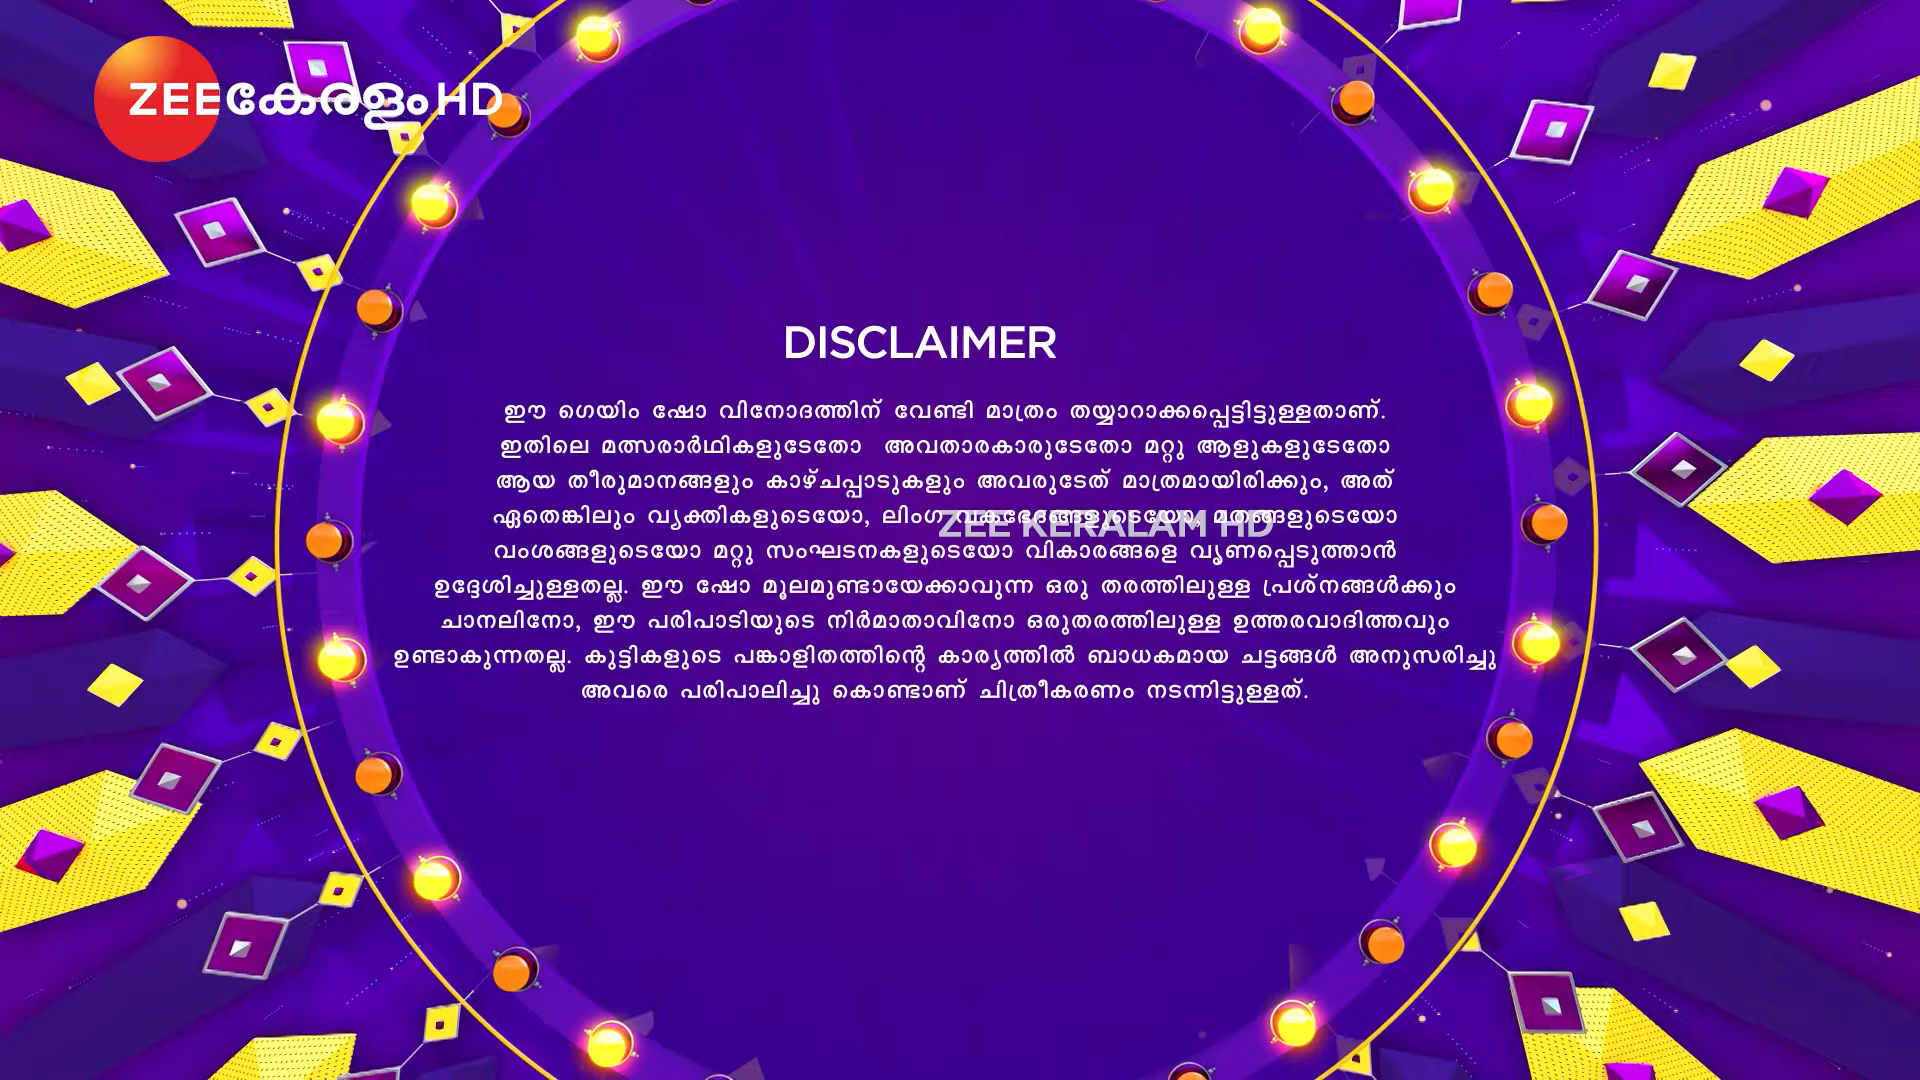 ZEEകേരളംHD
DISCLAIMER
ഈ ഗെയിം ഷോ വിനോദത്തിന് വേണ്ടി മാത്രം തയ്യാറാക്കപ്പെട്ടിട്ടുള്ളതാണ്.
ഇതിലെ മത്സരാർഥികളുടേതോ അവതാരകാരുടേതോ മറ്റു ആളുകളുടേതോ
ആയ തീരുമാനങ്ങളും കാഴ്ചപ്പാടുകളും അവരുടേത് മാത്രമായിരിക്കും, അത്
ഏതെങ്കിലും വ്യക്തികളുടെയോ, ലിംഗ മതങ്ങളുടെയോ
ZEE KERALAM HD
വംശങ്ങളുടെയോ മറ്റു സംഘടനകളുടെയോ വികാരങ്ങളെ വൃണപ്പെടുത്താൻ
ഉദ്ദേശിച്ചുള്ളതല്ല. ഈ ഷോ മൂലമുണ്ടായേക്കാവുന്ന ഒരു തരത്തിലുള്ള പ്രശ്നങ്ങൾക്കും
ചാനലിനോ, ഈ പരിപാടിയുടെ നിർമാതാവിനോ ഒരുതരത്തിലുള്ള ഉത്തരവാദിത്തവും
ഉണ്ടാകുന്നതല്ല. കുട്ടികളുടെ പങ്കാളിതത്തിന്റെ കാര്യത്തിൽ ബാധകമായ ചട്ടങ്ങൾ അനുസരിച്ചു
അവരെ പരിപാലിച്ചു കൊണ്ടാണ് ചിത്രീകരണം നടന്നിട്ടുള്ളത്.